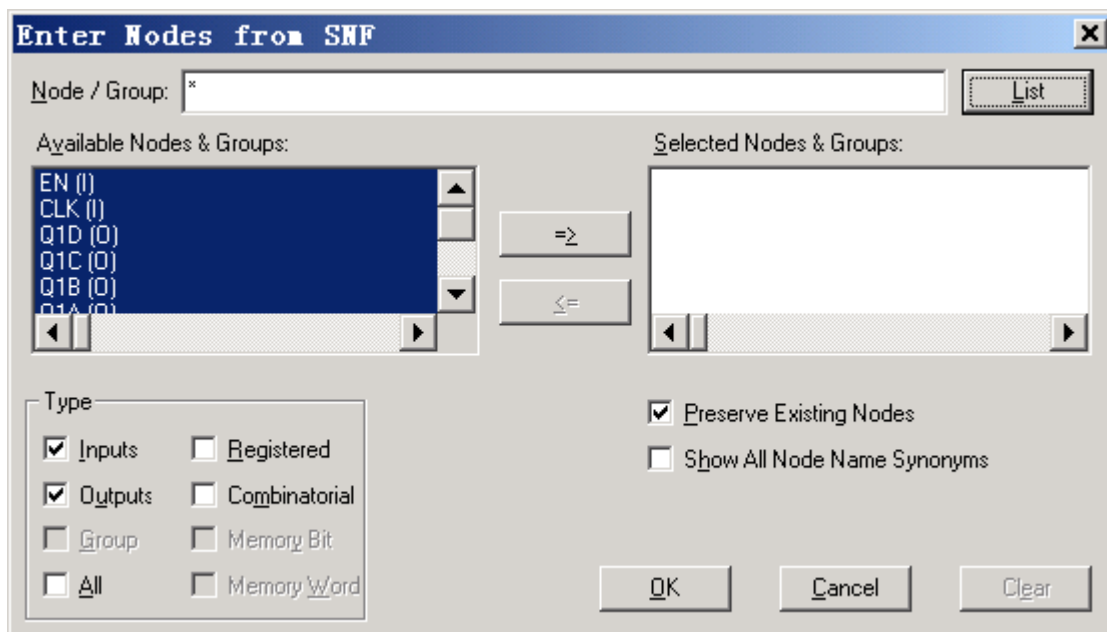 Enter Nodes from SNF
Node / Group: *
List
Available Nodes & Groups:
Selected Nodes & Groups:
EN (I)
CLK (I)
Q1D (O)
Q1C (O)
Q1B (O)
Q1A (O)
=>
<=
Type
Inputs
Registered
Outputs
Combinatorial
Group
Memory Bit
All
Memory Word
Preserve Existing Nodes
Show All Node Name Synonyms
OK
Cancel
Clear